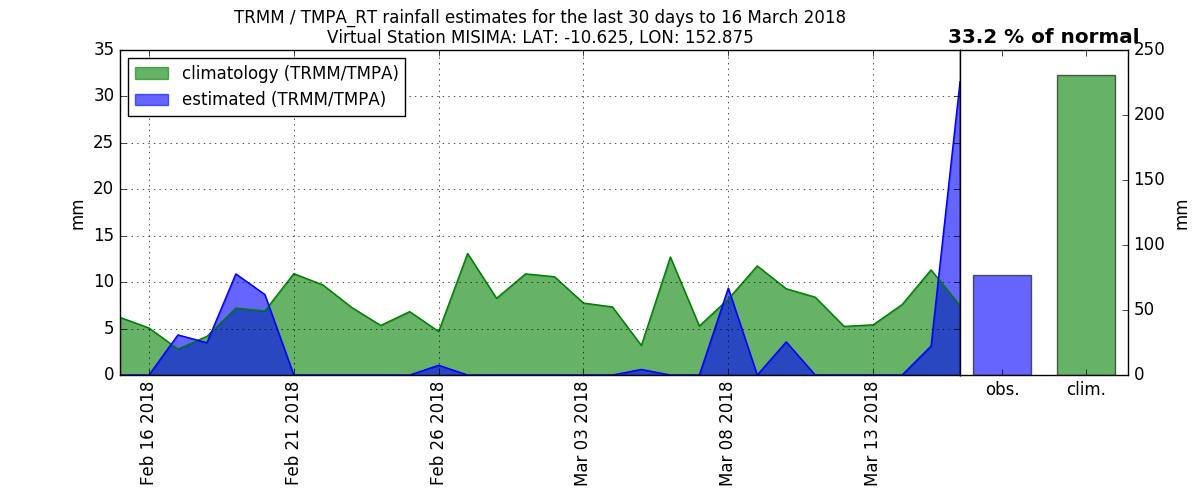 TRMM / TMPA_RT rainfall estimates for the last 30 days to 16 March 2018
Virtual Station MISIMA: LAT: -10.625, LON: 152.875
33.2 % of normal
climatology (TRMM/TMPA)
estimated (TRMM/TMPA)
35
30
25
20
15
10
5
0
mm
Feb 16 2018
Feb 21 2018
Feb 26 2018
Mar 03 2018
Mar 08 2018
Mar 13 2018
obs.
clim.
250
200
150
100
50
0
mm